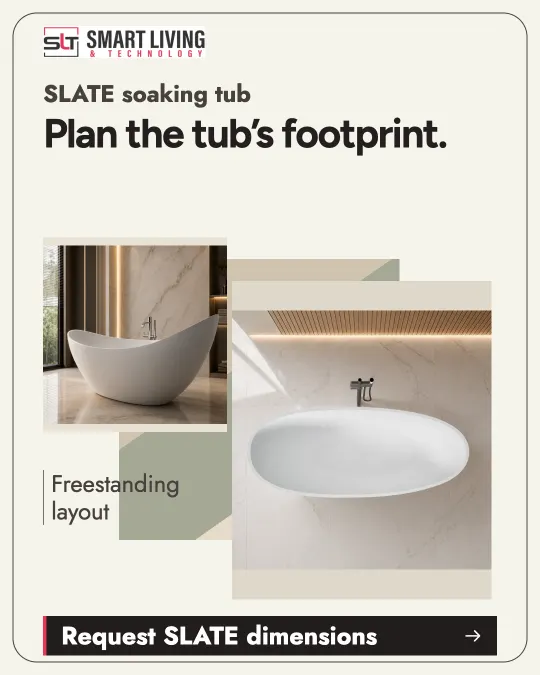 SLT SMART LIVING
& TECHNOLOGY
SLATE soaking tub
Plan the tub’s footprint.
Freestanding
layout
Request SLATE dimensions →